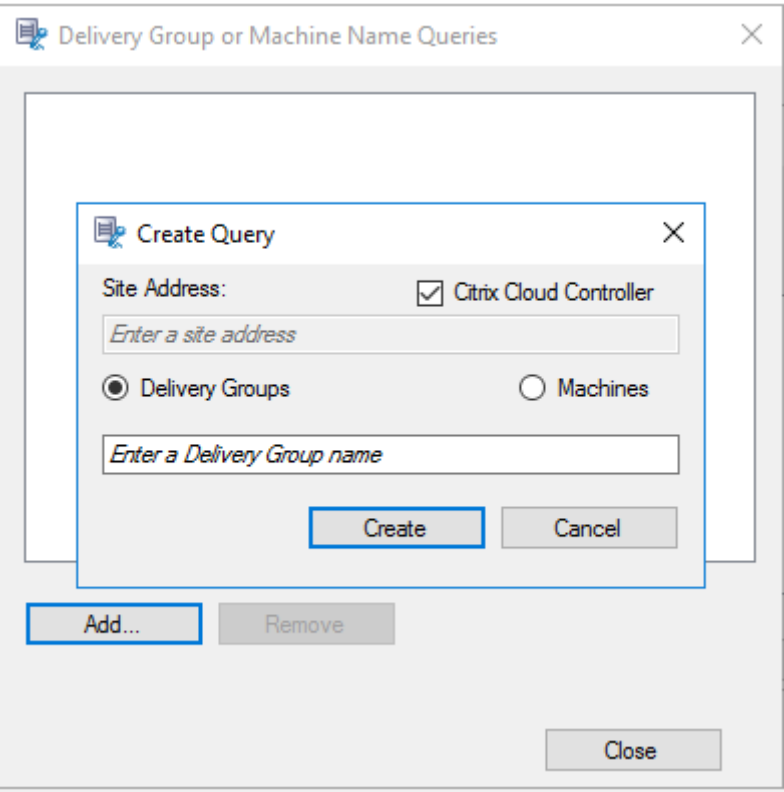 Delivery Group or Machine Name Queries
Create Query
Site Address:
Citrix Cloud Controller
Enter a site address
Delivery Groups
Machines
Enter a Delivery Group name
Create
Cancel
Add...
Remove
Close